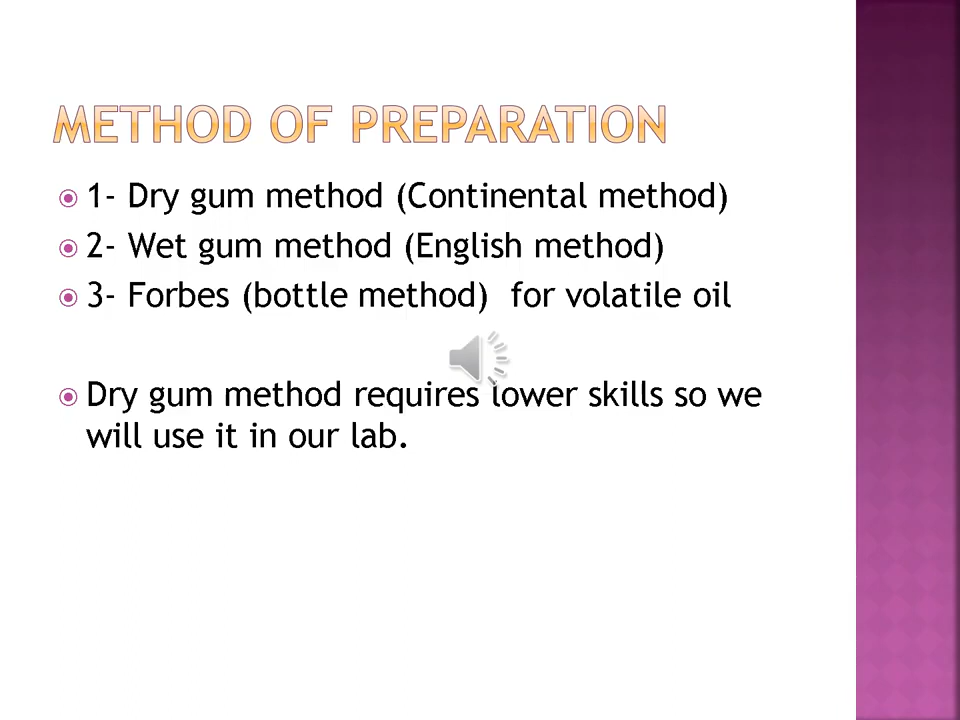 METHOD OF PREPARATION
1- Dry gum method (Continental method)
2- Wet gum method (English method)
3- Forbes (bottle method)  for volatile oil
Dry gum method requires lower skills so we
will use it in our lab.